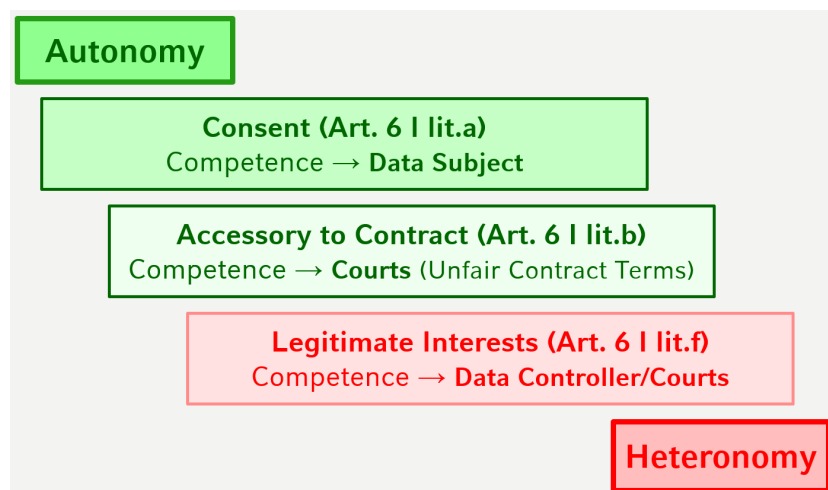 Autonomy
Consent (Art. 6 I lit.a)
Competence → Data Subject
Accessory to Contract (Art. 6 I lit.b)
Competence → Courts (Unfair Contract Terms)
Legitimate Interests (Art. 6 I lit.f)
Competence → Data Controller/Courts
Heteronomy